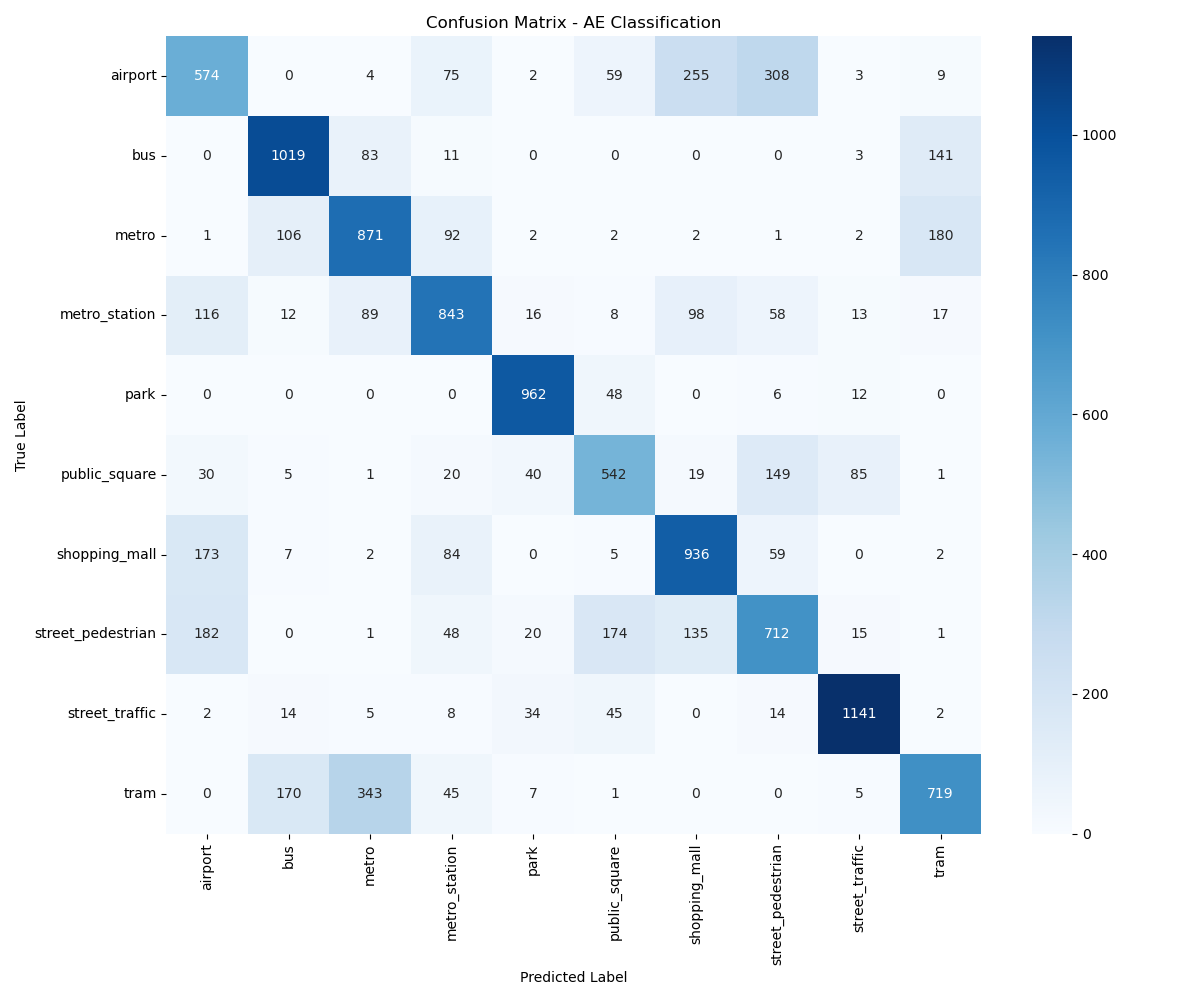 Confusion Matrix - AE Classification
airport 574 0 4 75 2 59 255 308 3 9
bus 0 1019 83 11 0 0 0 0 3 141
metro 1 106 871 92 2 2 2 1 2 180
metro_station 116 12 89 843 16 8 98 58 13 17
park 0 0 0 0 962 48 0 6 12 0
public_square 30 5 1 20 40 542 19 149 85 1
shopping_mall 173 7 2 84 0 5 936 59 0 2
street_pedestrian 182 0 1 48 20 174 135 712 15 1
street_traffic 2 14 5 8 34 45 0 14 1141 2
tram 0 170 343 45 7 1 0 0 5 719
True Label
airport
bus
metro
metro_station
park
public_square
shopping_mall
street_pedestrian
street_traffic
tram
Predicted Label
1000
800
600
400
200
0